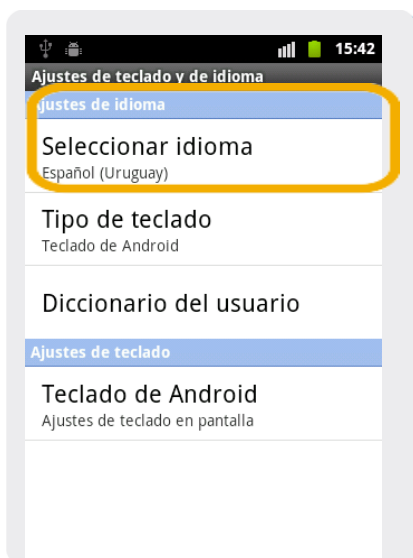 15:42
Ajustes de teclado y de idioma
Ajustes de idioma
Seleccionar idioma
Español (Uruguay)
Tipo de teclado
Teclado de Android
Diccionario del usuario
Ajustes de teclado
Teclado de Android
Ajustes de teclado en pantalla